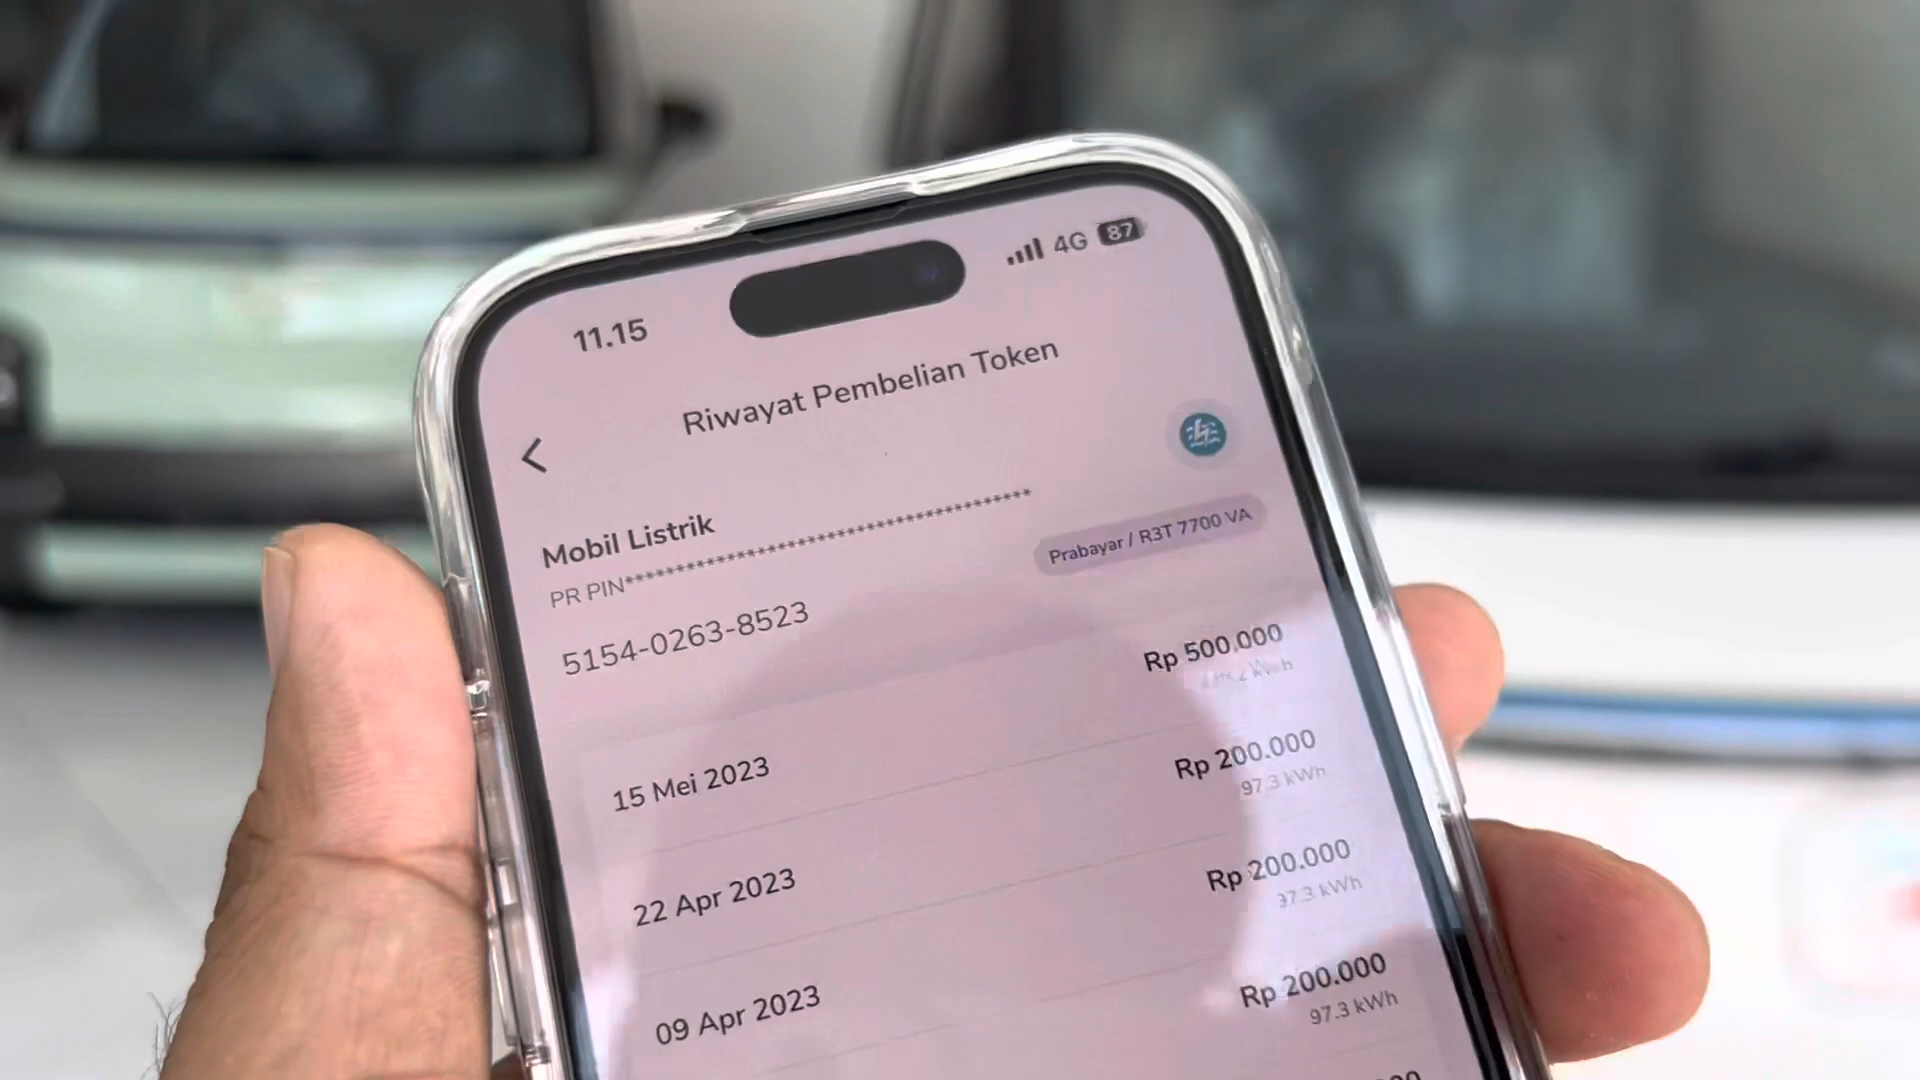 11.15
4G 87
Riwayat Pembelian Token
Mobil Listrik
PR PIN****************************************
Prabayar / R3T 7700 VA
5154-0263-8523
Rp 500.000
kWh
15 Mei 2023
Rp 200.000
97.3 kWh
22 Apr 2023
Rp 200.000
97.3 kWh
09 Apr 2023
Rp 200.000
97.3 kWh